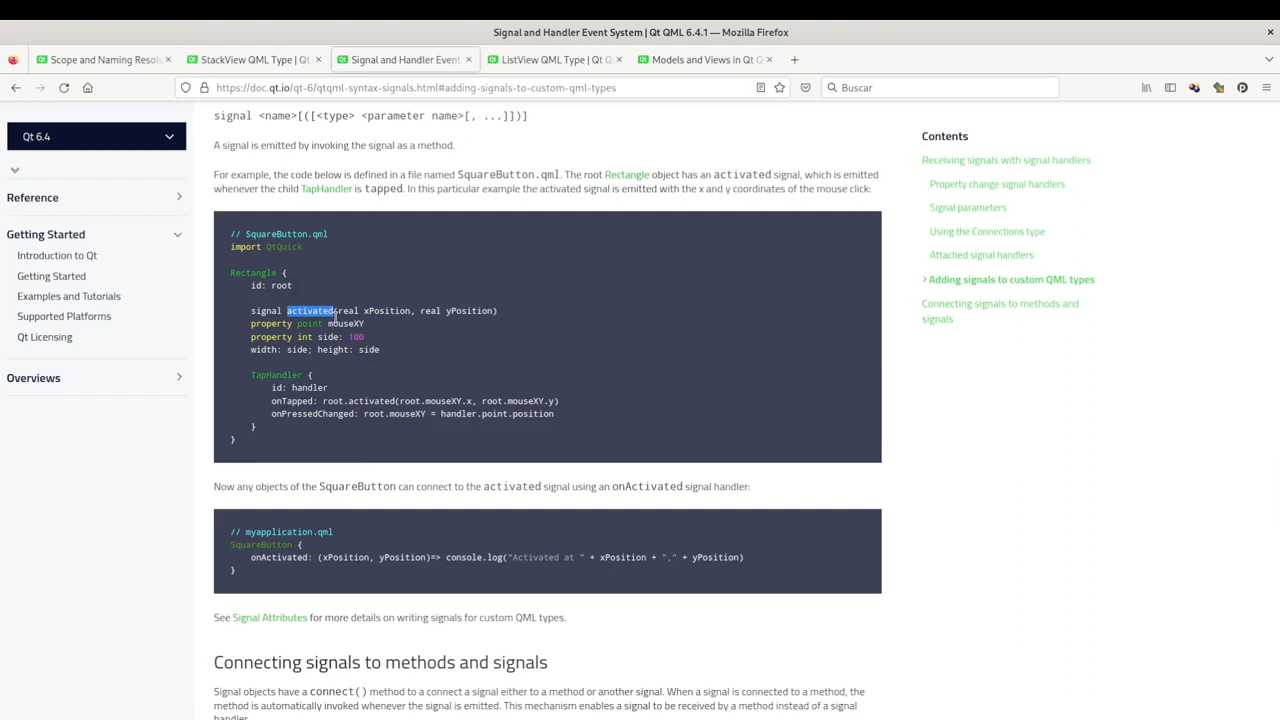 Signal and Handler Event System | Qt QML 6.4.1 — Mozilla Firefox
Scope and Naming Resol
StackView QML Type | Qt
Signal and Handler Event
ListView QML Type | Qt Q
Models and Views in Qt Q
https://doc.qt.io/qt-6/qtqml-syntax-signals.html#adding-signals-to-custom-qml-types
Buscar
Qt 6.4
Reference
Getting Started
Introduction to Qt
Getting Started
Examples and Tutorials
Supported Platforms
Qt Licensing
Overviews
signal <name>[([<type> <parameter name>[, ...]])]
A signal is emitted by invoking the signal as a method.
For example, the code below is defined in a file named SquareButton.qml. The root Rectangle object has an activated signal, which is emitted
whenever the child TapHandler is tapped. In this particular example the activated signal is emitted with the x and y coordinates of the mouse click:
// SquareButton.qml
import QtQuick
Rectangle {
id: root
signal activated(real xPosition, real yPosition)
property point mouseXY
property int side: 100
width: side; height: side
TapHandler {
id: handler
onTapped: root.activated(root.mouseXY.x, root.mouseXY.y)
onPressedChanged: root.mouseXY = handler.point.position
}
}
Now any objects of the SquareButton can connect to the activated signal using an onActivated signal handler:
// myapplication.qml
SquareButton {
onActivated: (xPosition, yPosition)=> console.log("Activated at " + xPosition + "," + yPosition)
}
See Signal Attributes for more details on writing signals for custom QML types.
Connecting signals to methods and signals
Signal objects have a connect() method to a connect a signal either to a method or another signal. When a signal is connected to a method, the
method is automatically invoked whenever the signal is emitted. This mechanism enables a signal to be received by a method instead of a signal
handler.
Contents
Receiving signals with signal handlers
Property change signal handlers
Signal parameters
Using the Connections type
Attached signal handlers
> Adding signals to custom QML types
Connecting signals to methods and
signals